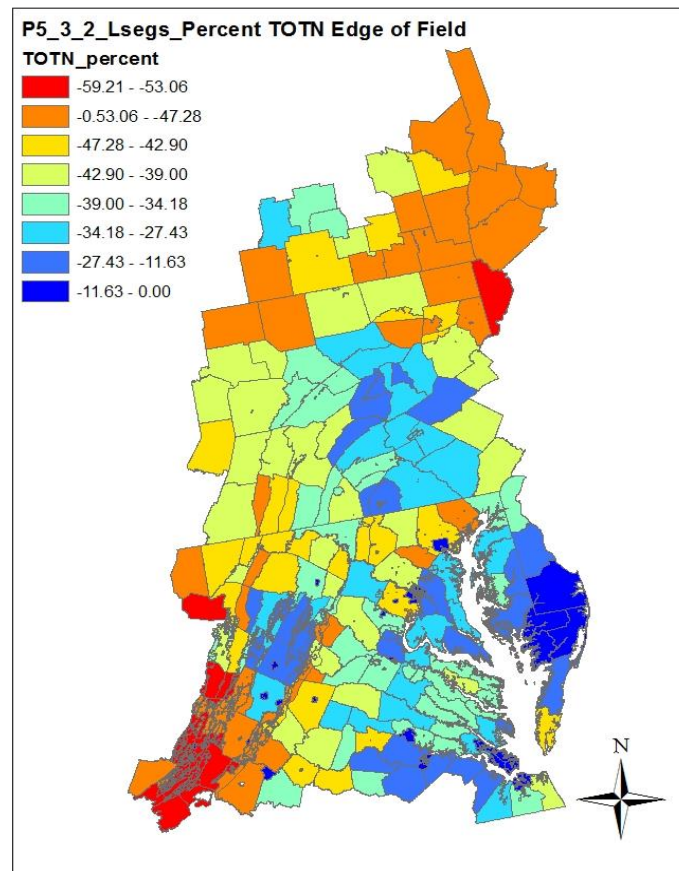 P5_3_2_Lsegs_Percent TOTN Edge of Field
TOTN_percent
-59.21 - -53.06
-0.53.06 - -47.28
-47.28 - -42.90
-42.90 - -39.00
-39.00 - -34.18
-34.18 - -27.43
-27.43 - -11.63
-11.63 - 0.00
N